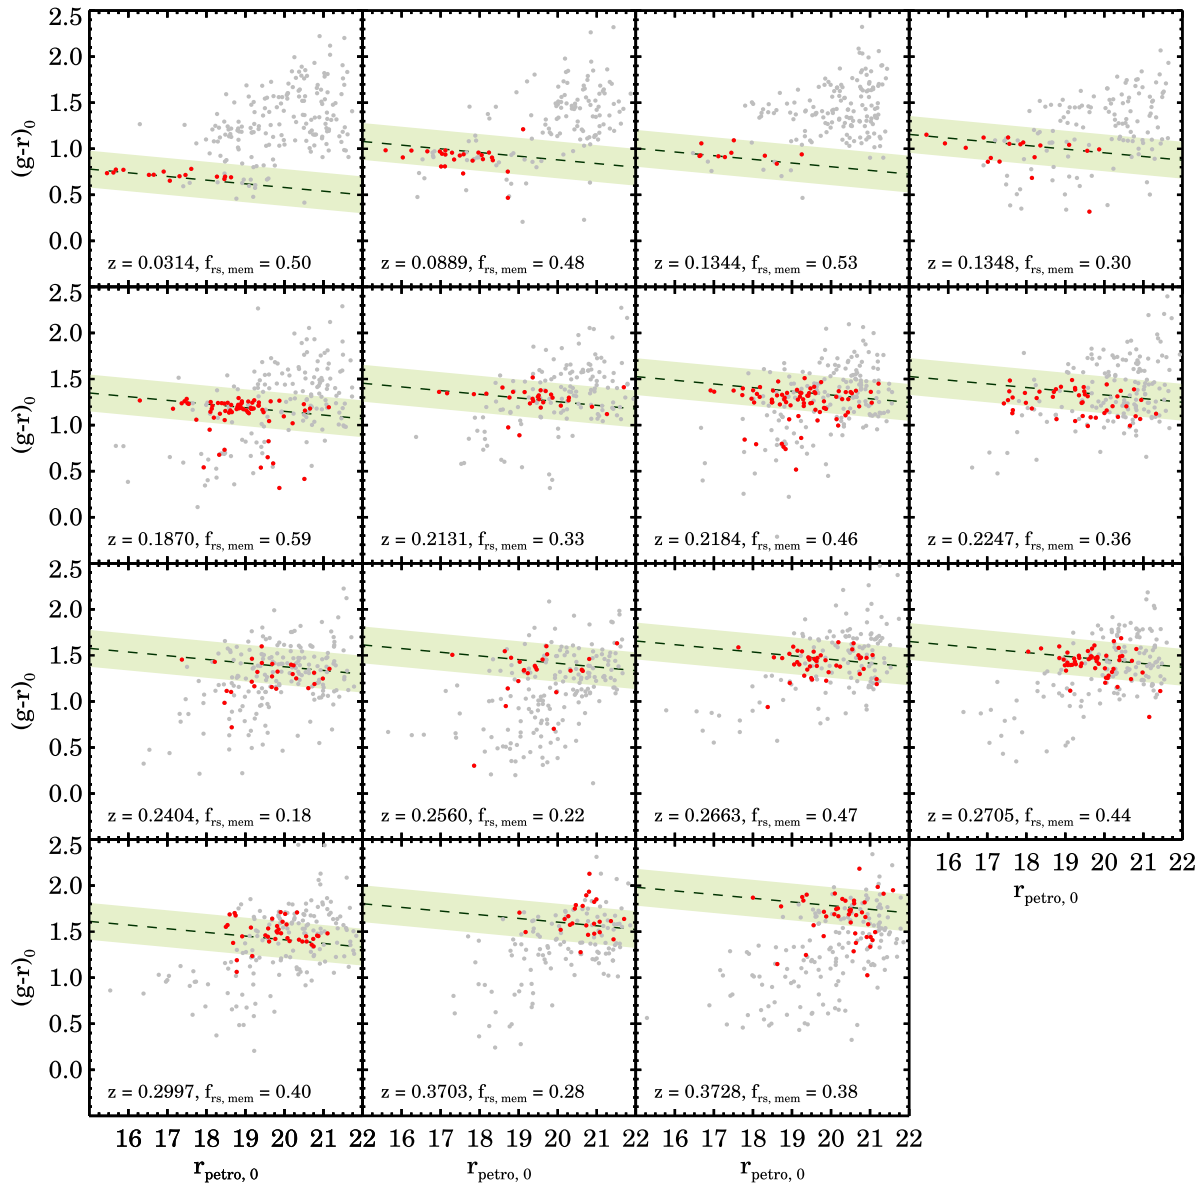 2.5
2.0
1.5
1.0
0.5
0.0
(g-r)0
z = 0.0314, frs, mem = 0.50
z = 0.0889, frs, mem = 0.48
z = 0.1344, frs, mem = 0.53
z = 0.1348, frs, mem = 0.30
2.5
2.0
1.5
1.0
0.5
0.0
(g-r)0
z = 0.1870, frs, mem = 0.59
z = 0.2131, frs, mem = 0.33
z = 0.2184, frs, mem = 0.46
z = 0.2247, frs, mem = 0.36
2.5
2.0
1.5
1.0
0.5
0.0
(g-r)0
z = 0.2404, frs, mem = 0.18
z = 0.2560, frs, mem = 0.22
z = 0.2663, frs, mem = 0.47
z = 0.2705, frs, mem = 0.44
16 17 18 19 20 21 22
rpetro, 0
2.5
2.0
1.5
1.0
0.5
0.0
(g-r)0
z = 0.2997, frs, mem = 0.40
z = 0.3703, frs, mem = 0.28
z = 0.3728, frs, mem = 0.38
16 17 18 19 20 21 22 16 17 18 19 20 21 22 16 17 18 19 20 21 22
rpetro, 0 rpetro, 0 rpetro, 0